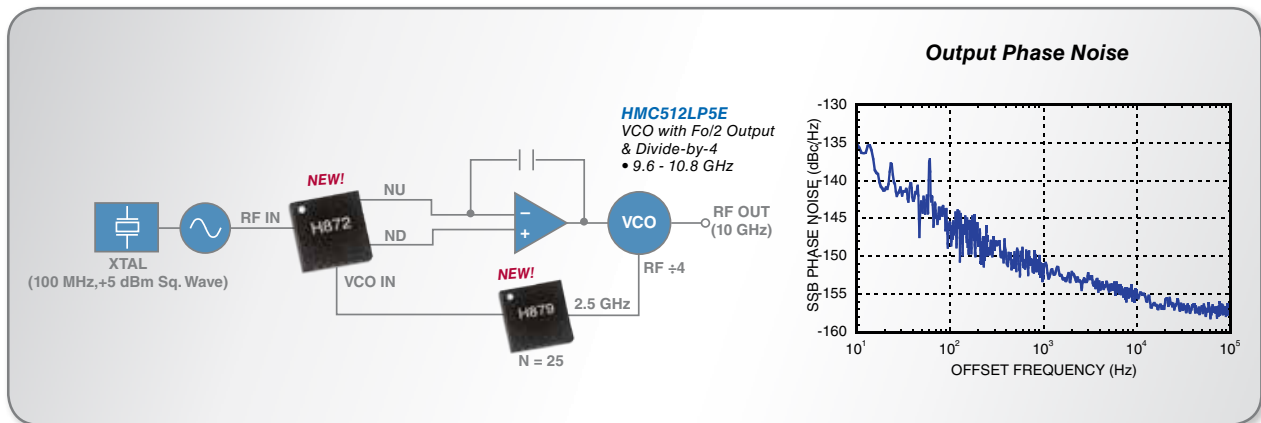 Output Phase Noise
HMC512LP5E
VCO with Fo/2 Output
& Divide-by-4
• 9.6 - 10.8 GHz
NEW!
NU
RF IN
H872
ND
VCO
RF OUT
(10 GHz)
XTAL
(100 MHz,+5 dBm Sq. Wave)
VCO IN
RF ÷4
NEW!
H879
2.5 GHz
N = 25
−
+
SSB PHASE NOISE (dBc/Hz)
-130
-135
-140
-145
-150
-155
-160
10¹
10²
10³
10⁴
10⁵
OFFSET FREQUENCY (Hz)